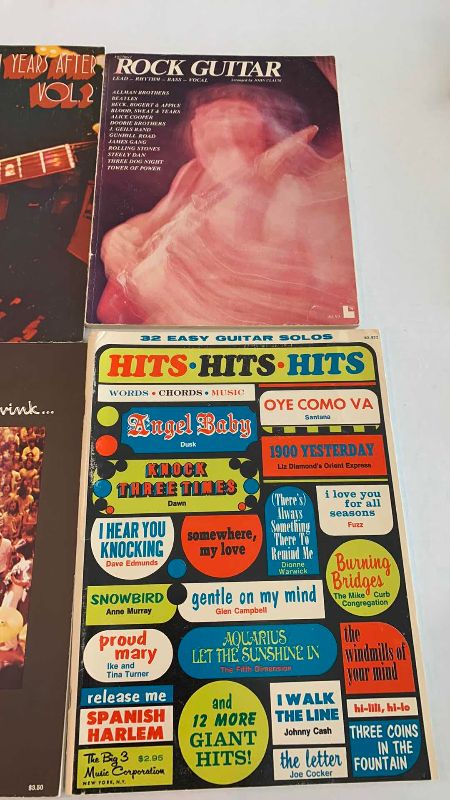 YEARS AFTER
VOL.2
ROCK GUITAR
LEAD - RHYTHM - BASS - VOCAL
Arranged by JOHN CLAUM
ALLMAN BROTHERS
BEATLES
BECK, BOGERT & APPICE
BLOOD, SWEAT & TEARS
ALICE COOPER
DOOBIE BROTHERS
J. GEILS BAND
GUNHILL ROAD
JAMES GANG
ROLLING STONES
STEELY DAN
THREE DOG NIGHT
TOWER OF POWER
32 EASY GUITAR SOLOS
HITS•HITS•HITS
WORDS • CHORDS • MUSIC
Angel Baby
Dusk
OYE COMO VA
Santana
1900 YESTERDAY
Liz Diamond's Orient Express
KNOCK
THREE TIMES
Dawn
(There's)
Always
Something
There To
Remind Me
Dionne
Warwick
i love you
for all
seasons
Fuzz
I HEAR YOU
KNOCKING
Dave Edmunds
somewhere,
my love
Burning
Bridges
The Mike Curb
Congregation
SNOWBIRD
Anne Murray
gentle on my mind
Glen Campbell
proud
mary
Ike and
Tina Turner
AQUARIUS
LET THE SUNSHINE IN
The Fifth Dimension
the
windmills of
your mind
release me
SPANISH
HARLEM
and
12 MORE
GIANT
HITS!
I WALK
THE LINE
Johnny Cash
hi-lili, hi-lo
THREE COINS
IN THE
FOUNTAIN
the letter
Joe Cocker
The Big 3
Music Corporation
NEW YORK, N.Y.
$2.95
$3.50